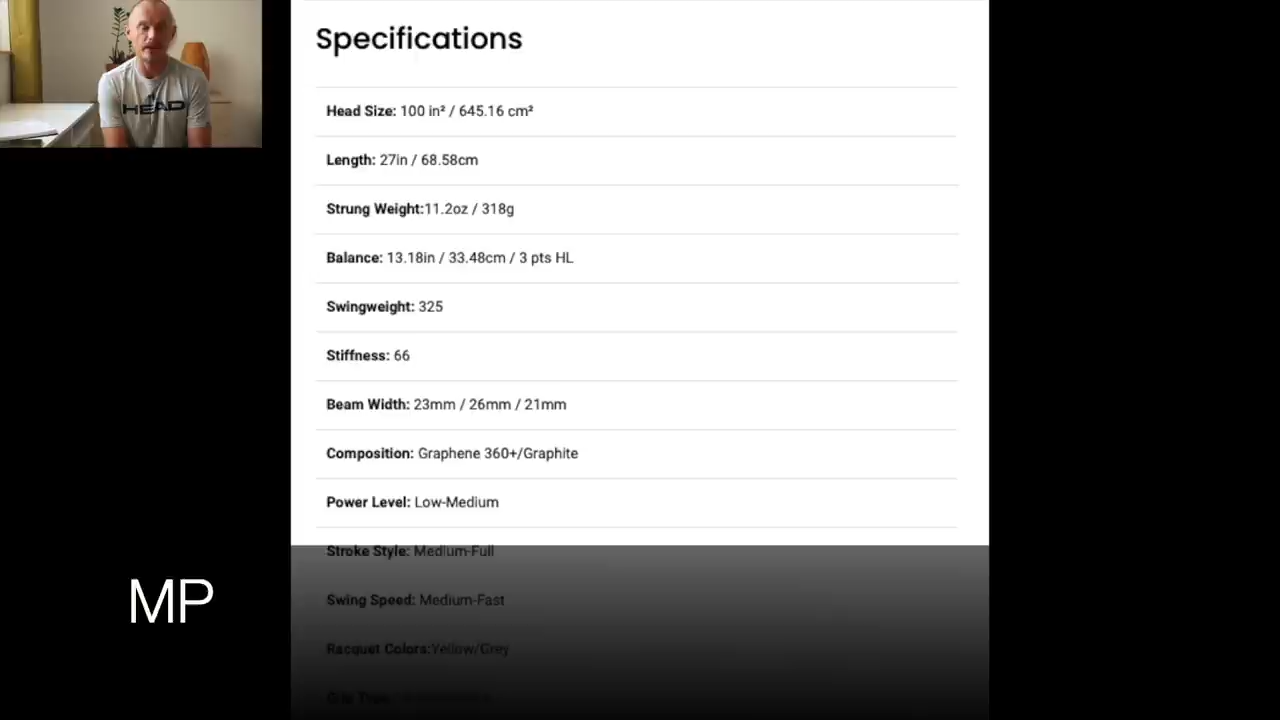 Specifications
HEAD
Head Size: 100 in² / 645.16 cm²
Length: 27in / 68.58cm
Strung Weight:11.2oz / 318g
Balance: 13.18in / 33.48cm / 3 pts HL
Swingweight: 325
Stiffness: 66
Beam Width: 23mm / 26mm / 21mm
Composition: Graphene 360+/Graphite
Power Level: Low-Medium
Stroke Style: Medium-Full
MP
Swing Speed: Medium-Fast
Racquet Colors:Yellow/Grey